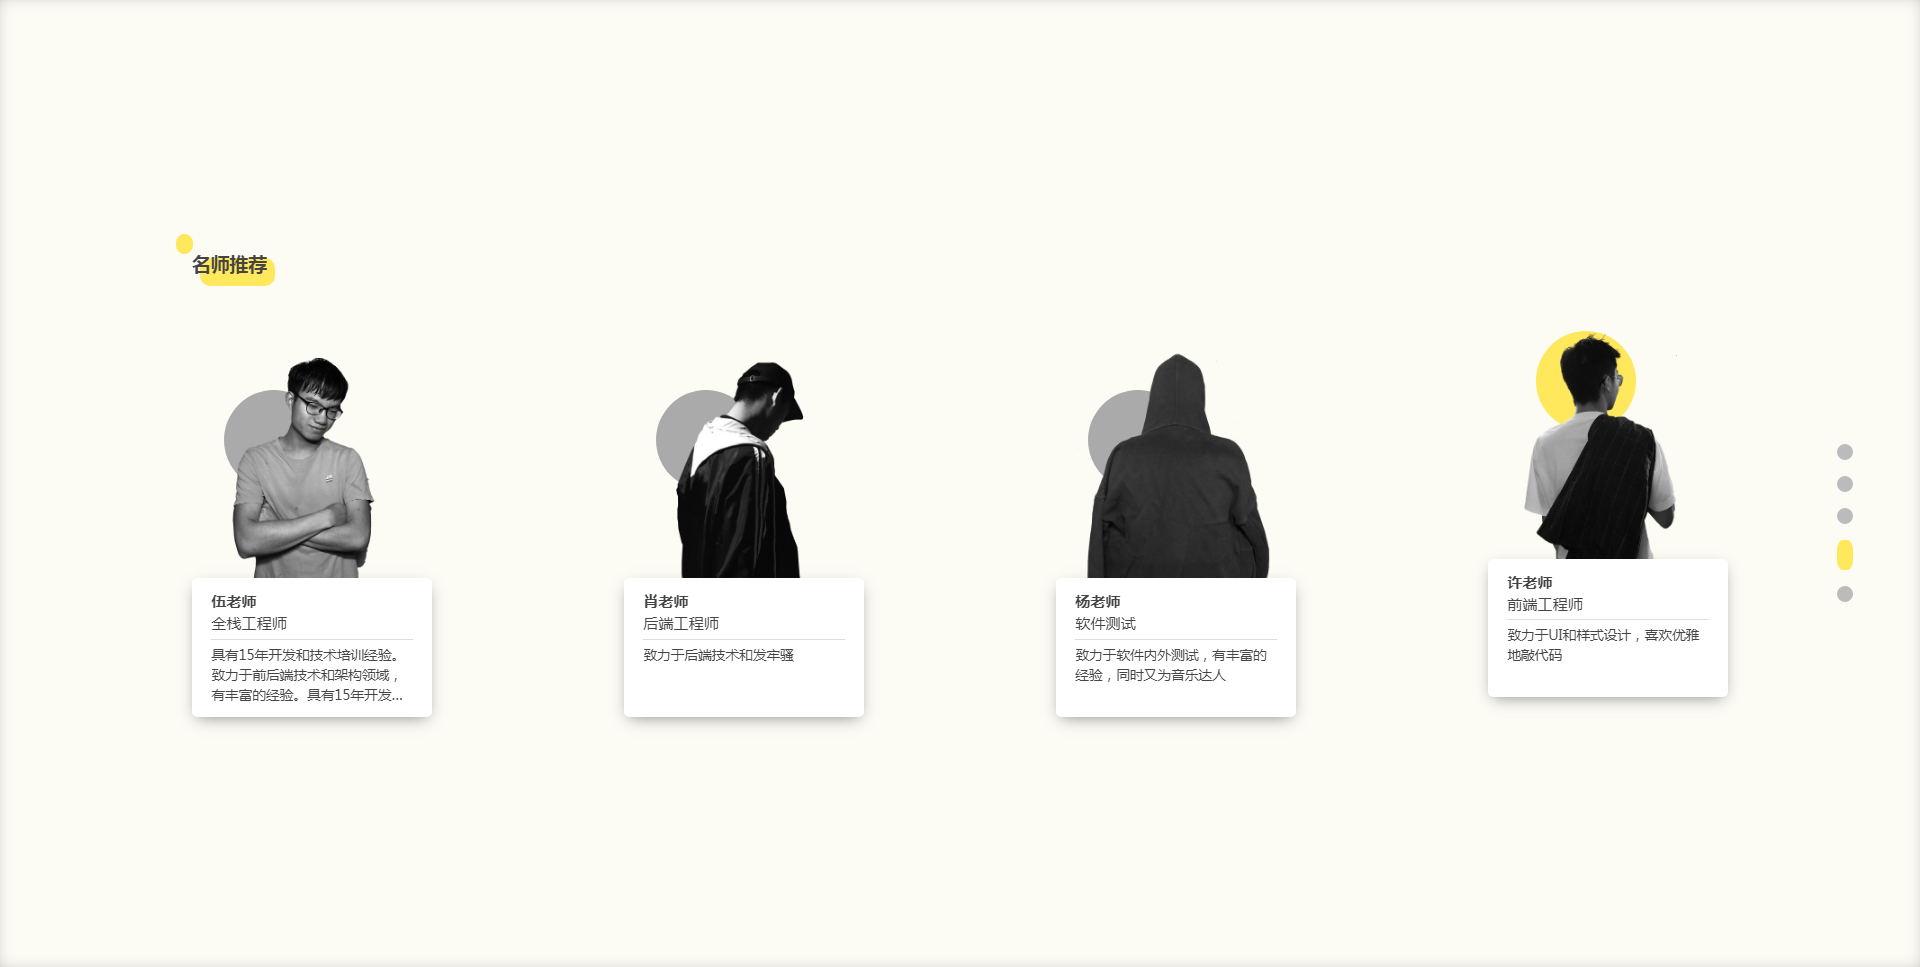 名师推荐
伍老师
全栈工程师
具有15年开发和技术培训经验。
致力于前后端技术和架构领域，
有丰富的经验。具有15年开发...
肖老师
后端工程师
致力于后端技术和发牢骚
杨老师
软件测试
致力于软件内外测试，有丰富的
经验，同时又为音乐达人
许老师
前端工程师
致力于UI和样式设计，喜欢优雅
地敲代码